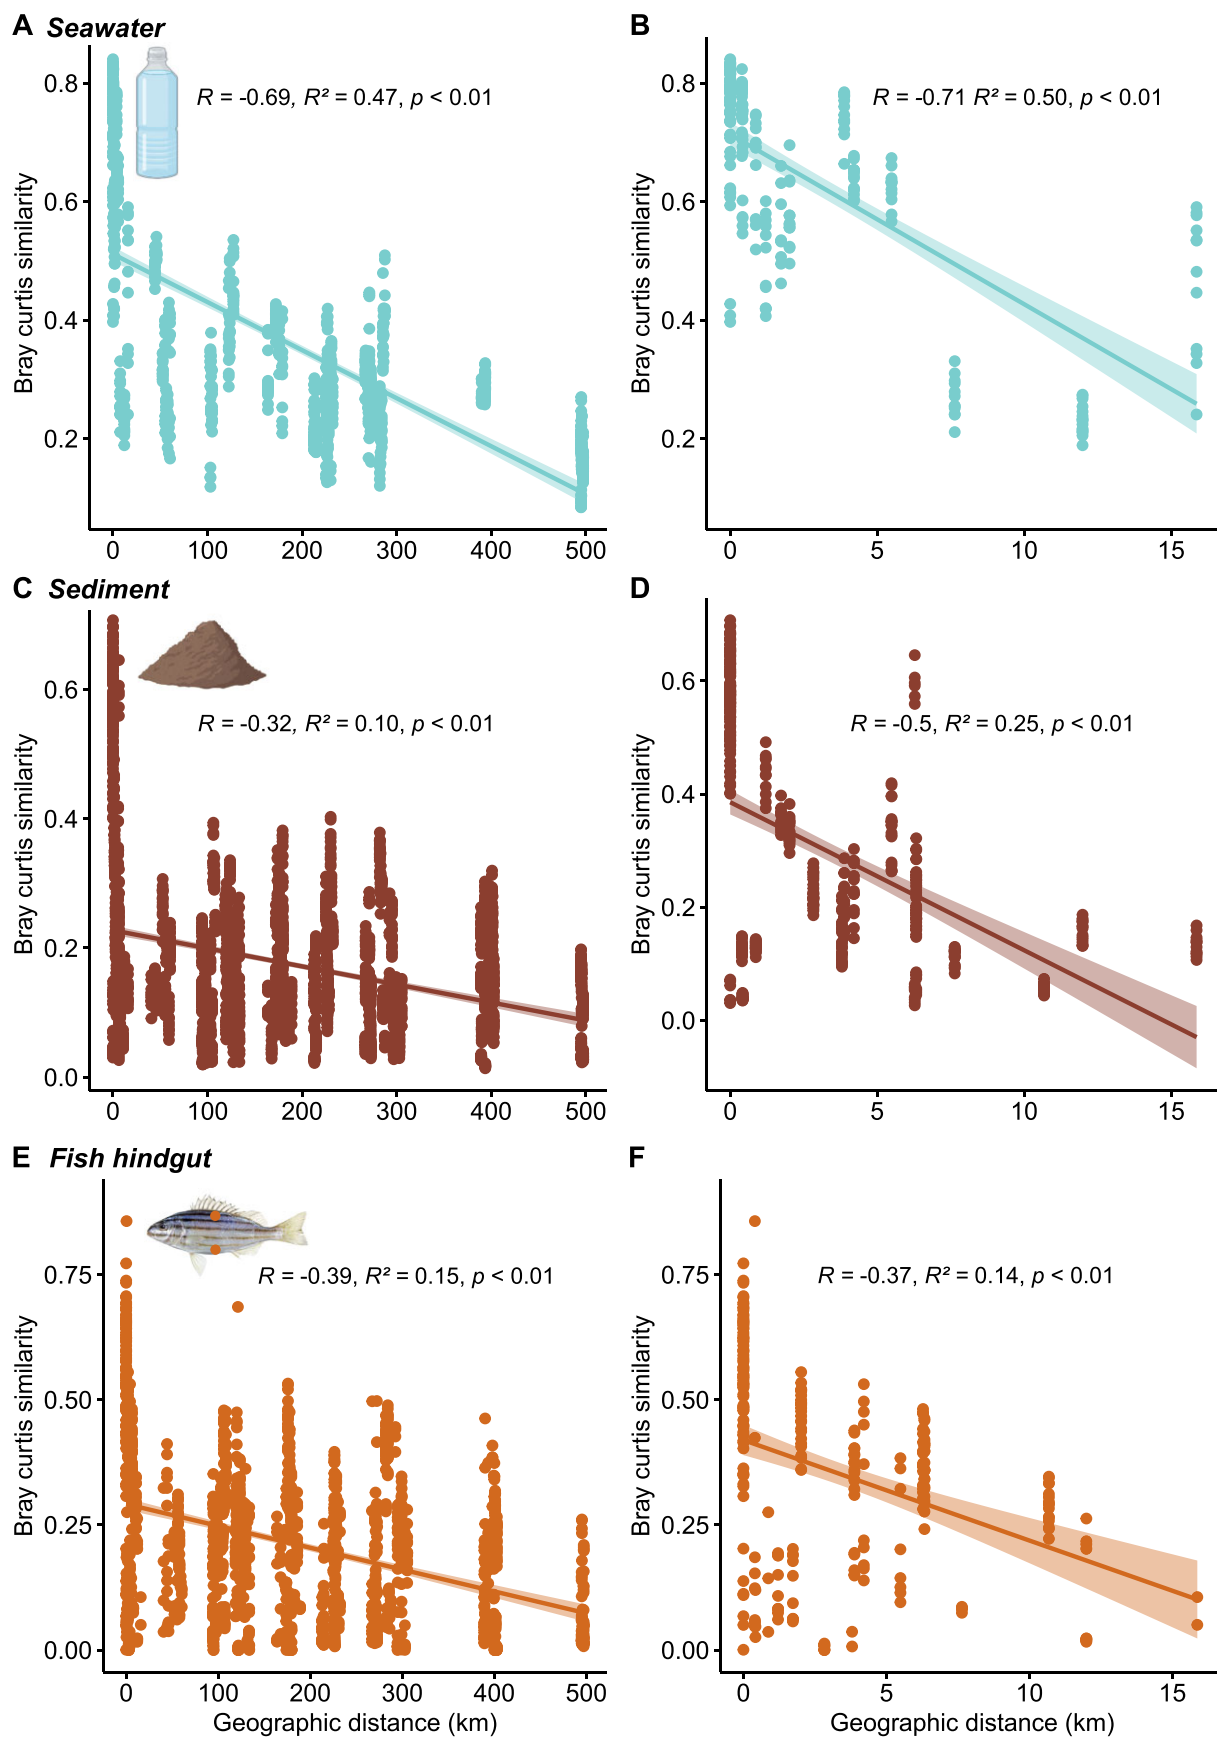 A Seawater
B
R = -0.69, R² = 0.47, p < 0.01
R = -0.71 R² = 0.50, p < 0.01
Bray curtis similarity
0.8
0.6
0.4
0.2
0 100 200 300 400 500
Bray curtis similarity
0.8
0.6
0.4
0.2
0 5 10 15
C Sediment
D
R = -0.32, R² = 0.10, p < 0.01
R = -0.5, R² = 0.25, p < 0.01
Bray curtis similarity
0.6
0.4
0.2
0.0
0 100 200 300 400 500
Bray curtis similarity
0.6
0.4
0.2
0.0
0 5 10 15
E Fish hindgut
F
R = -0.39, R² = 0.15, p < 0.01
R = -0.37, R² = 0.14, p < 0.01
Bray curtis similarity
0.75
0.50
0.25
0.00
0 100 200 300 400 500
Geographic distance (km)
Bray curtis similarity
0.75
0.50
0.25
0.00
0 5 10 15
Geographic distance (km)